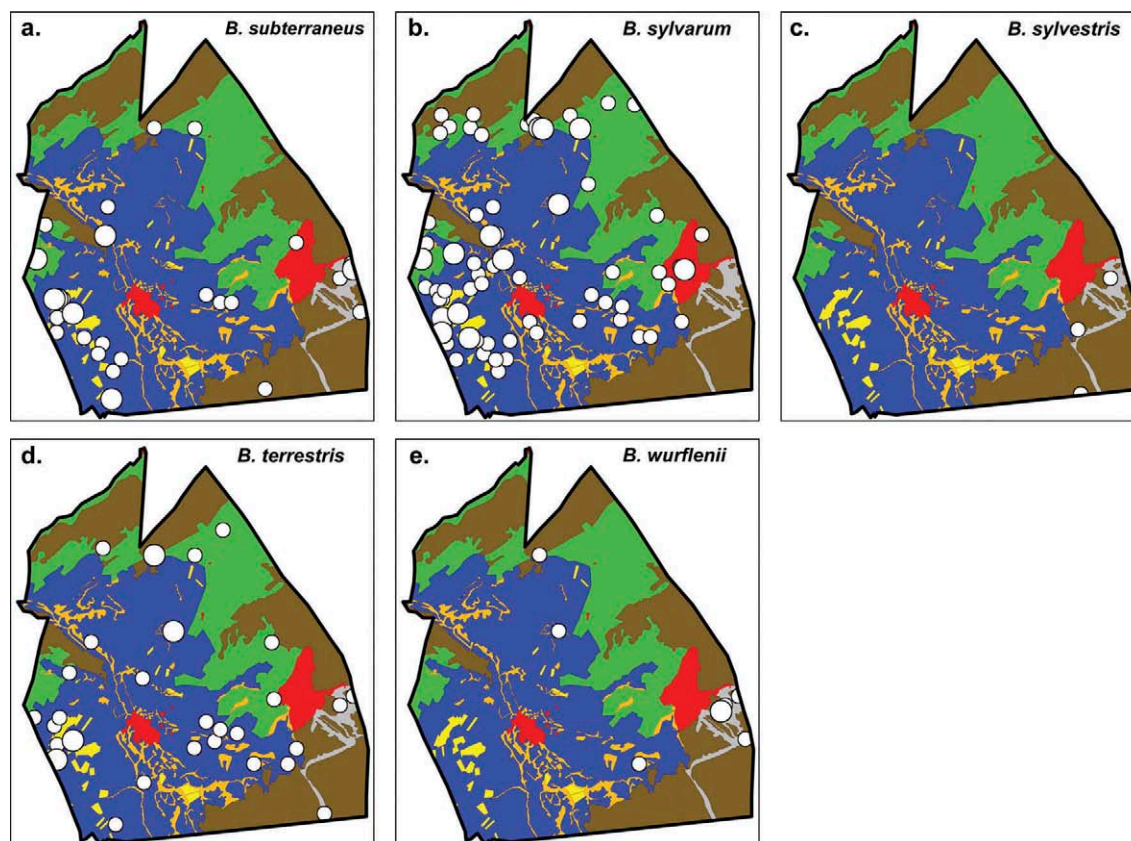 a.
B. subterraneus
b.
B. sylvarum
c.
B. sylvestris
d.
B. terrestris
e.
B. wurflenii